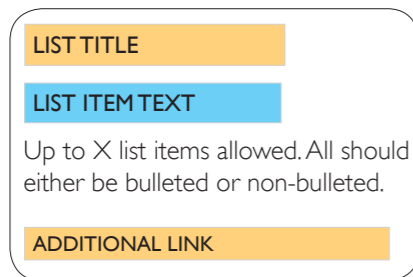 LIST TITLE
LIST ITEM TEXT
Up to X list items allowed. All should
either be bulleted or non-bulleted.
ADDITIONAL LINK